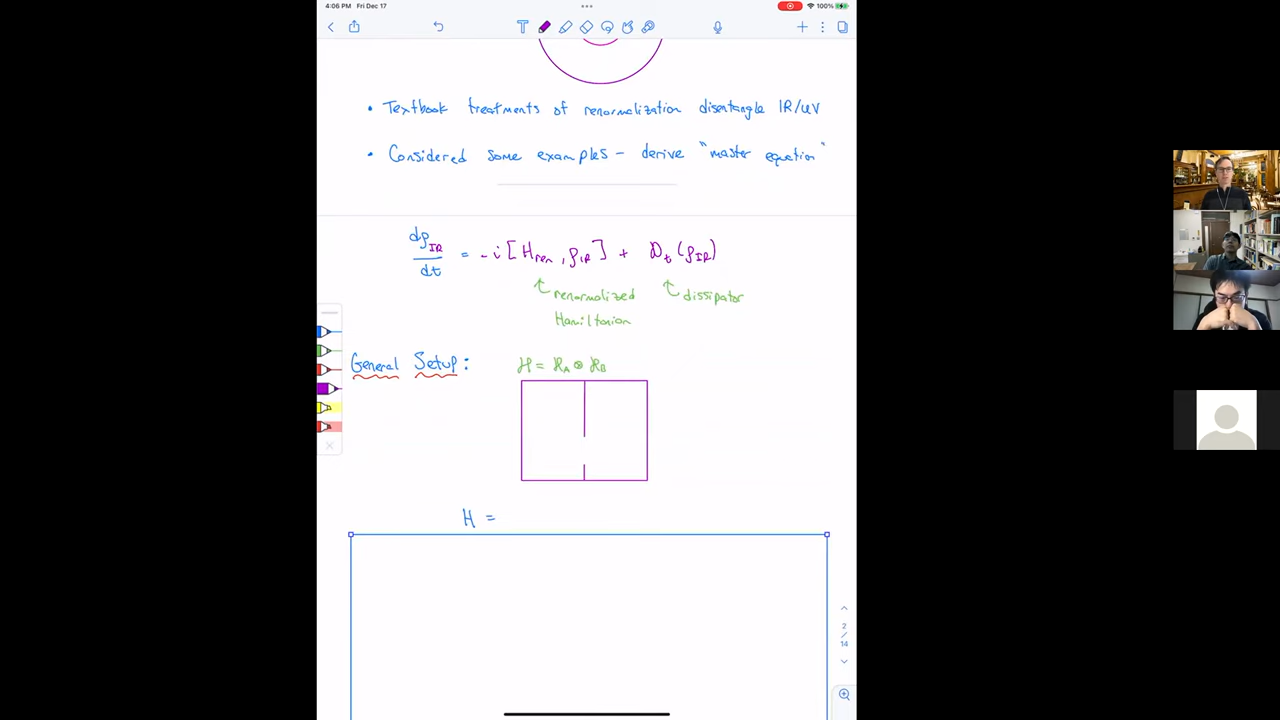 4:06 PM Fri Dec 17
100%
T
• Textbook treatments of renormalization disentangle IR/UV
• Considered some examples – derive "master equation"
dρ_IR/dt = -i[H_ren, ρ_IR] + D_t(ρ_IR)
↑ renormalized Hamiltonian
↑ dissipator
General Setup:
ℋ = ℋ_A ⊗ ℋ_B
H =
2
/
14